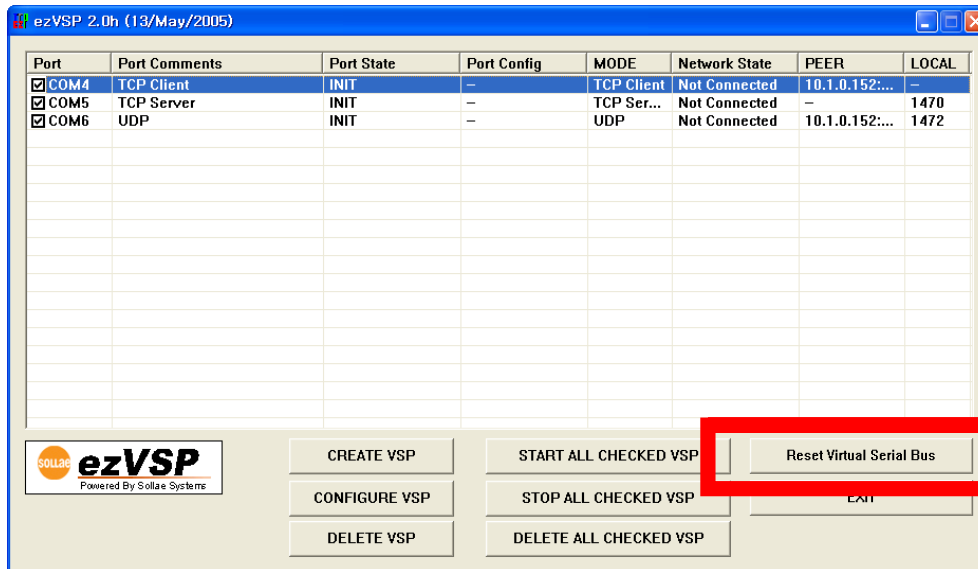 ezVSP 2.0h (13/May/2005)
Port Port Comments Port State Port Config MODE Network State PEER LOCAL
COM4 TCP Client INIT – TCP Client Not Connected 10.1.0.152:... –
COM5 TCP Server INIT – TCP Ser... Not Connected – 1470
COM6 UDP INIT – UDP Not Connected 10.1.0.152:... 1472
SOLLAE ezVSP
Powered By Sollae Systems
CREATE VSP START ALL CHECKED VSP Reset Virtual Serial Bus
CONFIGURE VSP STOP ALL CHECKED VSP EXIT
DELETE VSP DELETE ALL CHECKED VSP